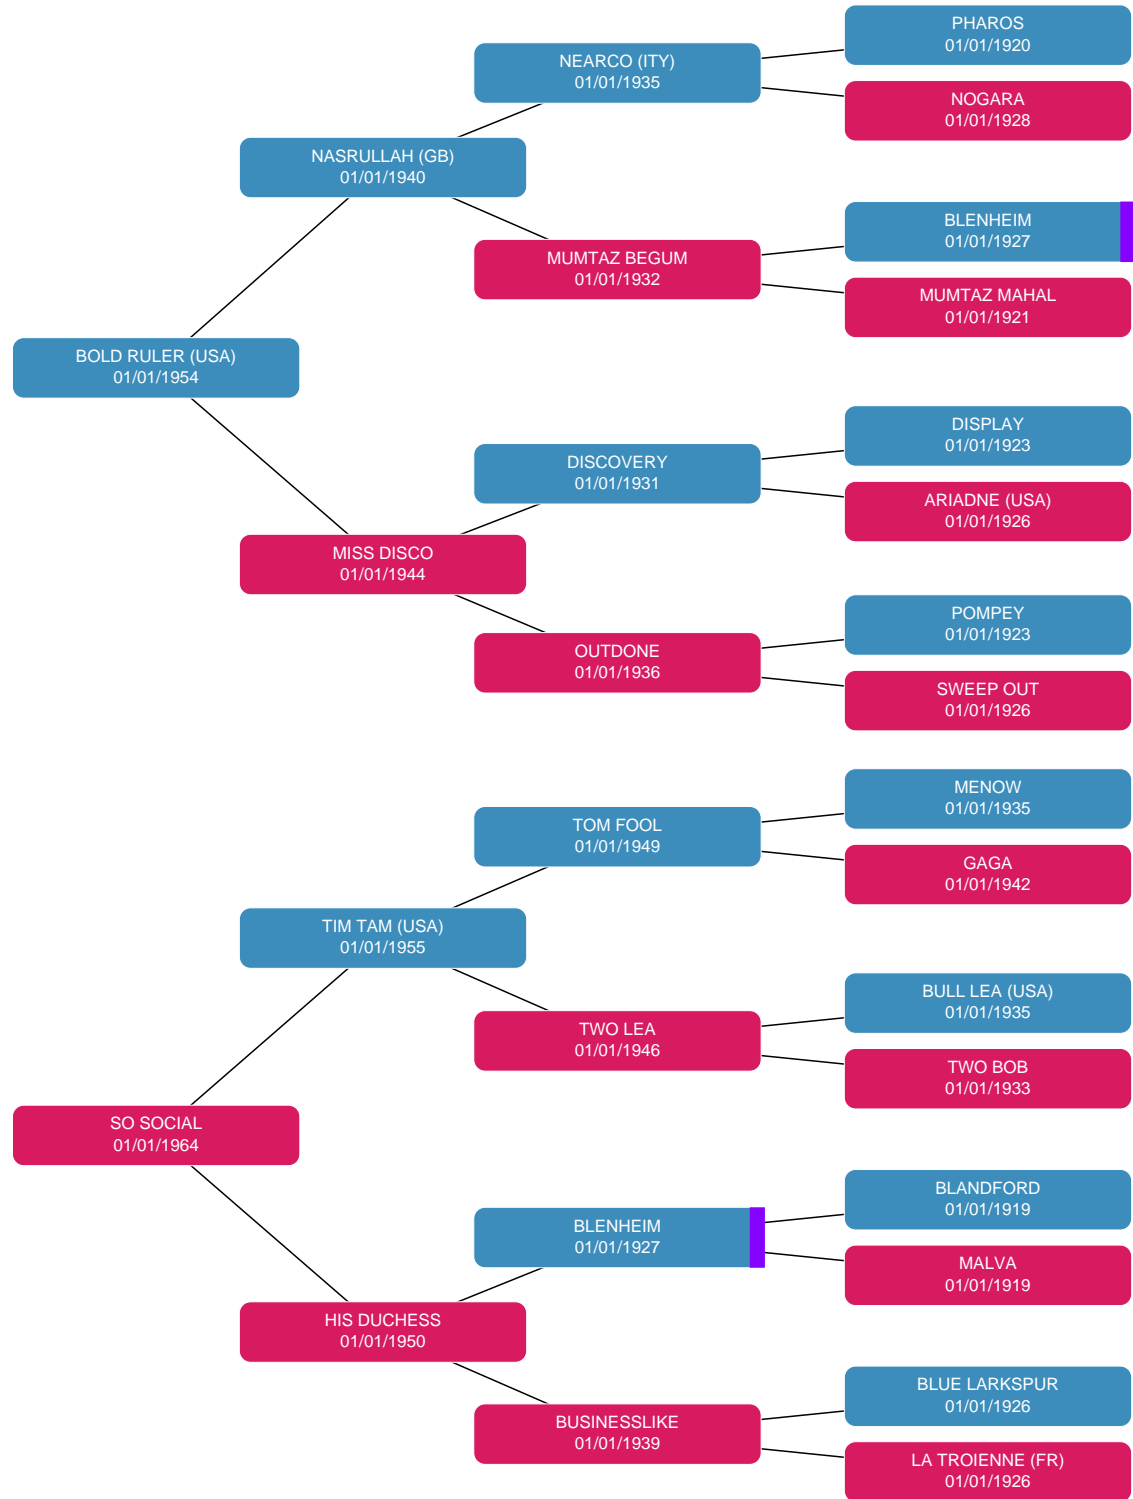 PHAROS
01/01/1920
NEARCO (ITY)
01/01/1935
NOGARA
01/01/1928
NASRULLAH (GB)
01/01/1940
BLENHEIM
01/01/1927
MUMTAZ BEGUM
01/01/1932
MUMTAZ MAHAL
01/01/1921
BOLD RULER (USA)
01/01/1954
DISPLAY
01/01/1923
DISCOVERY
01/01/1931
ARIADNE (USA)
01/01/1926
MISS DISCO
01/01/1944
POMPEY
01/01/1923
OUTDONE
01/01/1936
SWEEP OUT
01/01/1926
MENOW
01/01/1935
TOM FOOL
01/01/1949
GAGA
01/01/1942
TIM TAM (USA)
01/01/1955
BULL LEA (USA)
01/01/1935
TWO LEA
01/01/1946
TWO BOB
01/01/1933
SO SOCIAL
01/01/1964
BLANDFORD
01/01/1919
BLENHEIM
01/01/1927
MALVA
01/01/1919
HIS DUCHESS
01/01/1950
BLUE LARKSPUR
01/01/1926
BUSINESSLIKE
01/01/1939
LA TROIENNE (FR)
01/01/1926